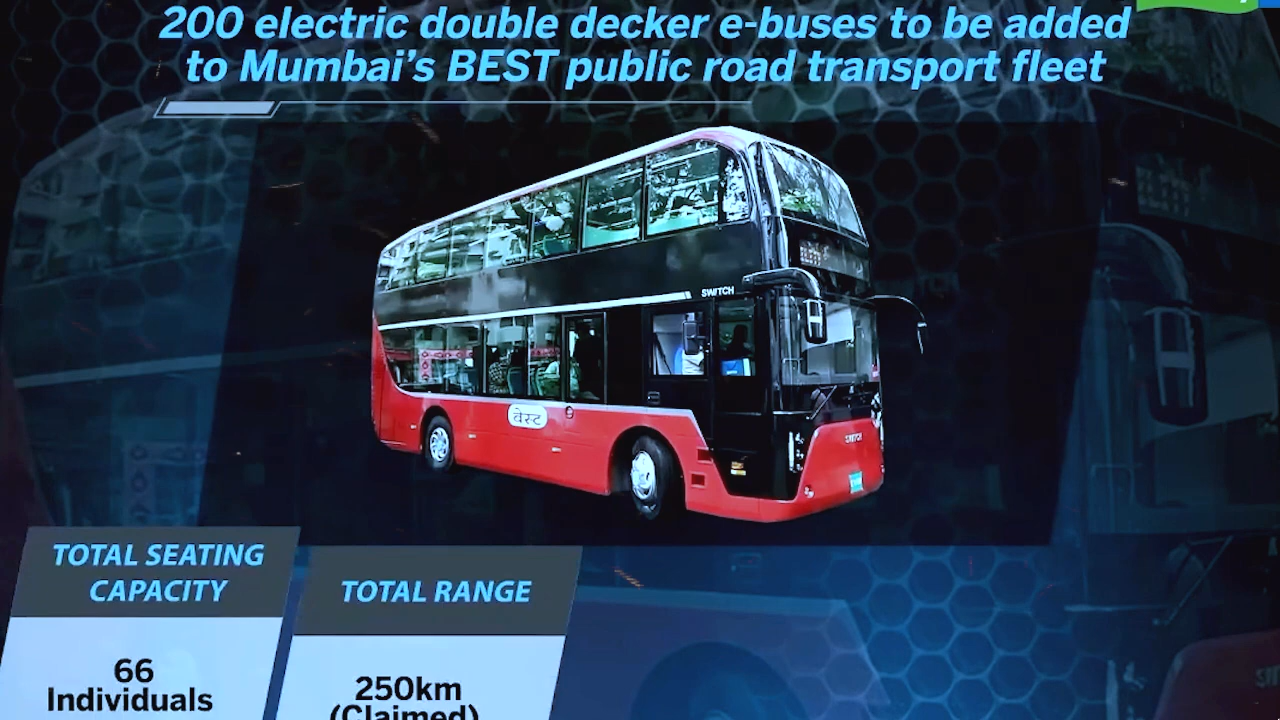 200 electric double decker e-buses to be added
to Mumbai's BEST public road transport fleet
SWITCH
बेस्ट
SWITCH
TOTAL SEATING
CAPACITY
TOTAL RANGE
66
Individuals
250km
(Claimed)